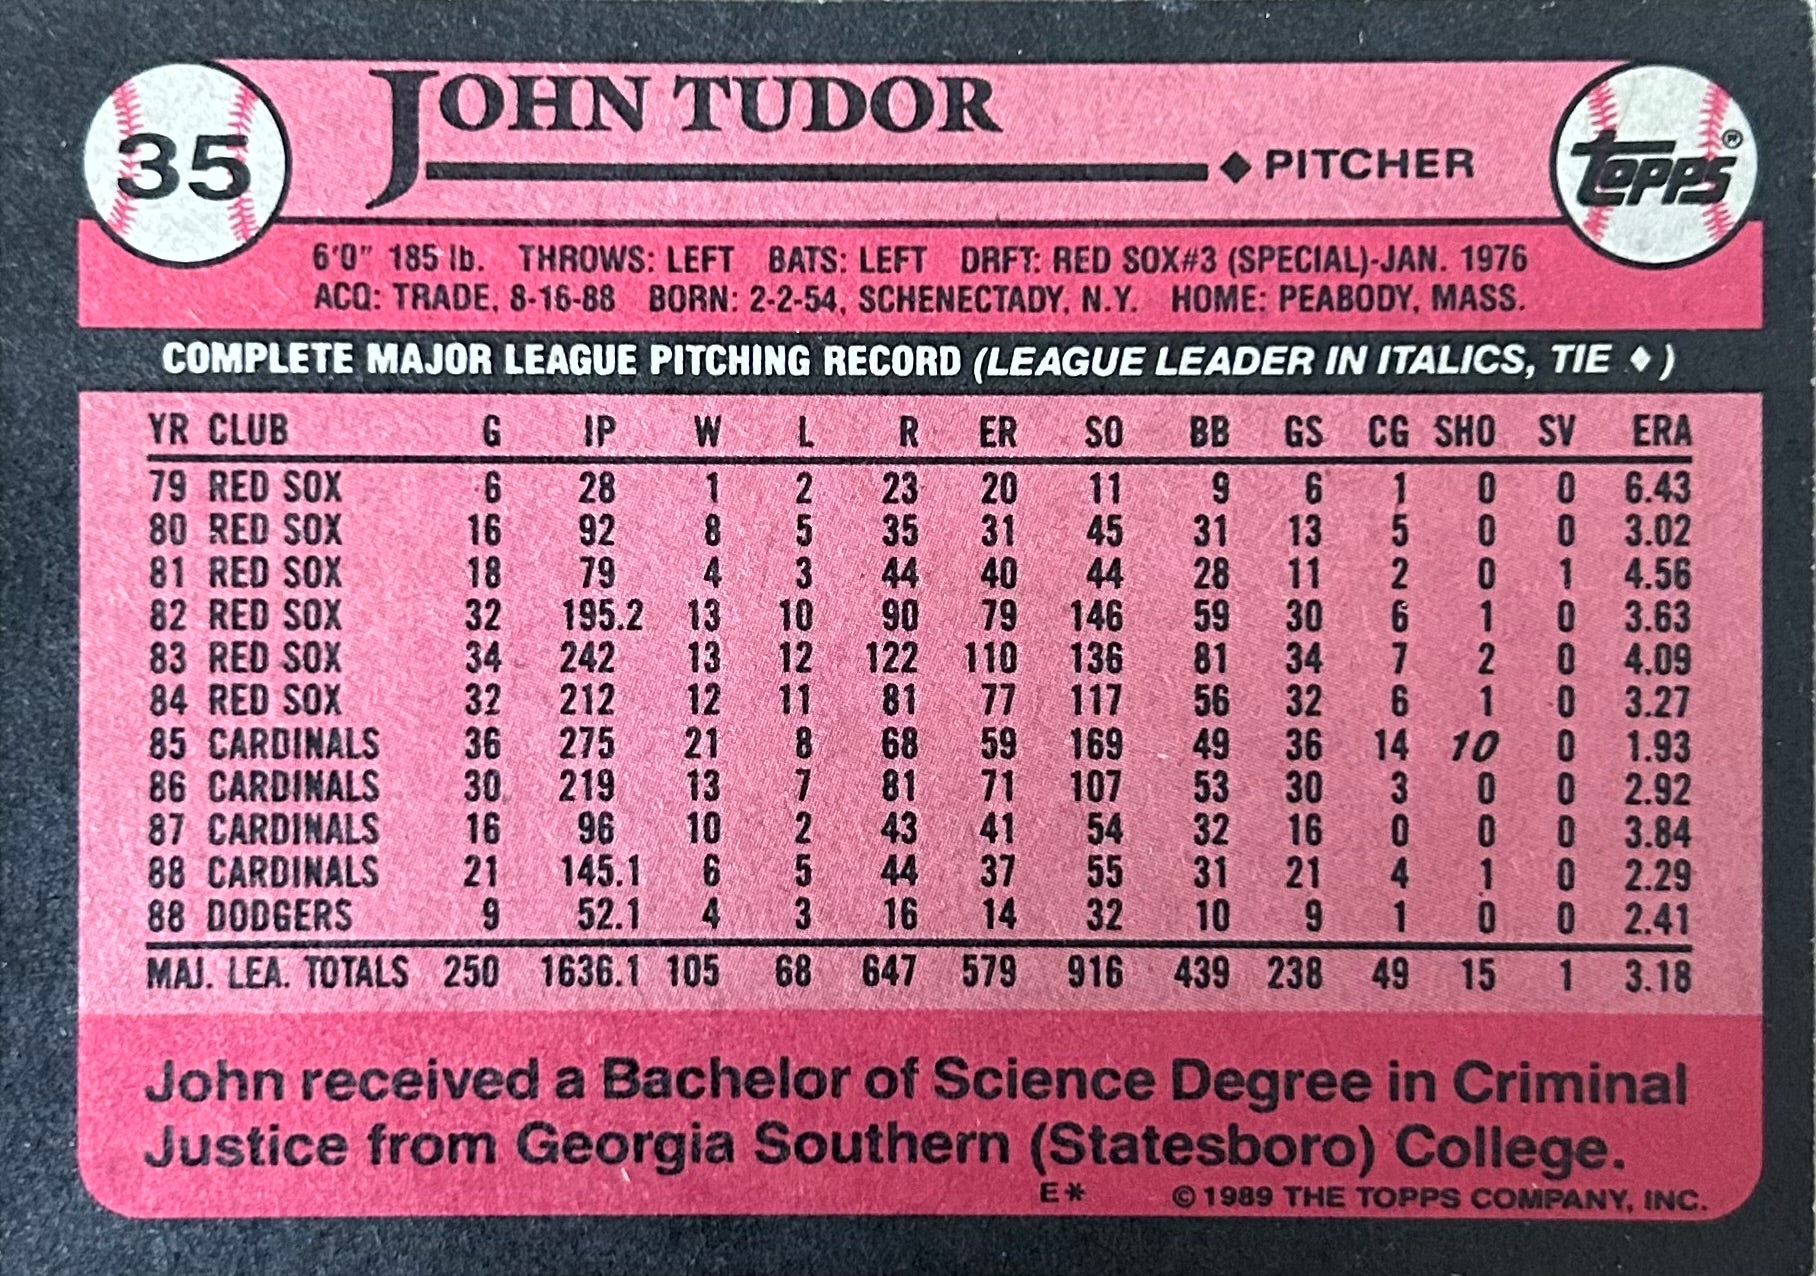 35
JOHN TUDOR
◆ PITCHER
TOPPS®
6'0" 185 lb. THROWS: LEFT BATS: LEFT DRFT: RED SOX#3 (SPECIAL)-JAN. 1976
ACQ: TRADE, 8-16-88 BORN: 2-2-54, SCHENECTADY, N.Y. HOME: PEABODY, MASS.
COMPLETE MAJOR LEAGUE PITCHING RECORD (LEAGUE LEADER IN ITALICS, TIE ♦)
YR CLUB G IP W L R ER SO BB GS CG SHO SV ERA
79 RED SOX 6 28 1 2 23 20 11 9 6 1 0 0 6.43
80 RED SOX 16 92 8 5 35 31 45 31 13 5 0 0 3.02
81 RED SOX 18 79 4 3 44 40 44 28 11 2 0 1 4.56
82 RED SOX 32 195.2 13 10 90 79 146 59 30 6 1 0 3.63
83 RED SOX 34 242 13 12 122 110 136 81 34 7 2 0 4.09
84 RED SOX 32 212 12 11 81 77 117 56 32 6 1 0 3.27
85 CARDINALS 36 275 21 8 68 59 169 49 36 14 10 0 1.93
86 CARDINALS 30 219 13 7 81 71 107 53 30 3 0 0 2.92
87 CARDINALS 16 96 10 2 43 41 54 32 16 0 0 0 3.84
88 CARDINALS 21 145.1 6 5 44 37 55 31 21 4 1 0 2.29
88 DODGERS 9 52.1 4 3 16 14 32 10 9 1 0 0 2.41
MAJ. LEA. TOTALS 250 1636.1 105 68 647 579 916 439 238 49 15 1 3.18
John received a Bachelor of Science Degree in Criminal
Justice from Georgia Southern (Statesboro) College.
E* © 1989 THE TOPPS COMPANY, INC.